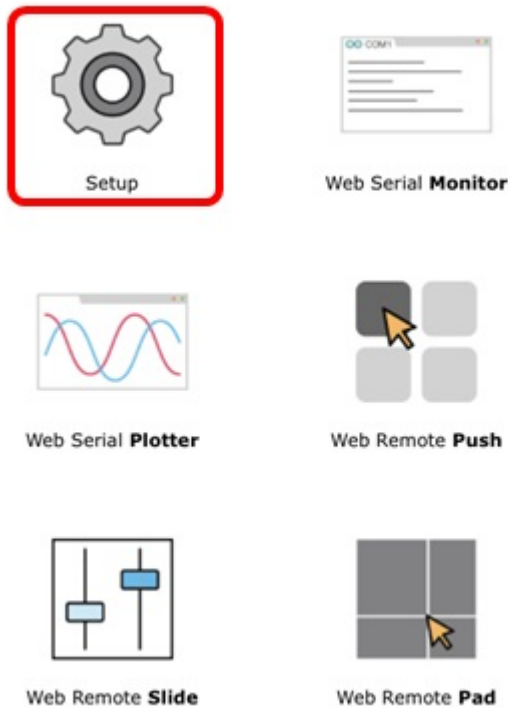 COM1
Setup
Web Serial Monitor
Web Serial Plotter
Web Remote Push
Web Remote Slide
Web Remote Pad